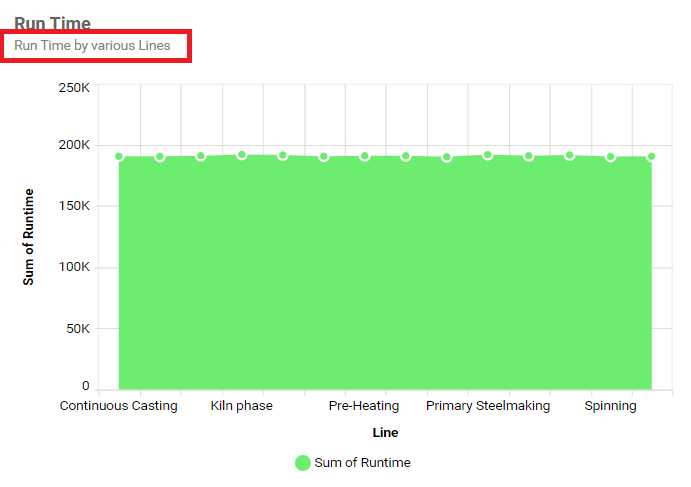 Run Time
Run Time by various Lines
250K
200K
150K
100K
50K
0
Sum of Runtime
Continuous Casting Kiln phase Pre-Heating Primary Steelmaking Spinning
Line
Sum of Runtime